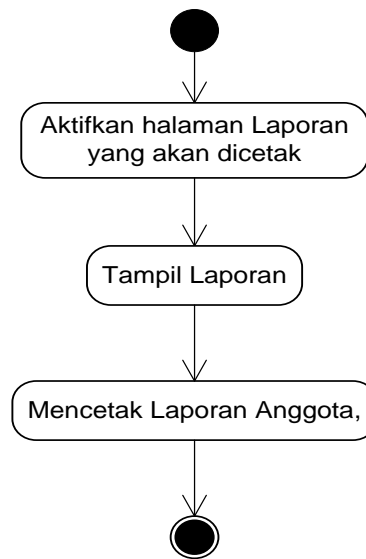 Aktifkan halaman Laporan
yang akan dicetak
Tampil Laporan
Mencetak Laporan Anggota,